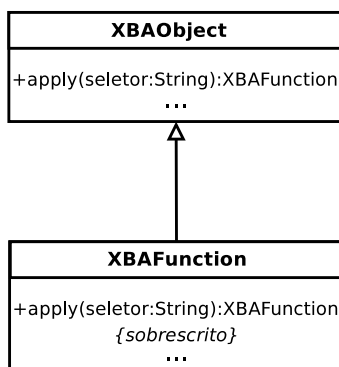 XBAObject
+apply(seletor:String):XBAFunction
...
XBAFunction
+apply(seletor:String):XBAFunction
{sobrescrito}
...